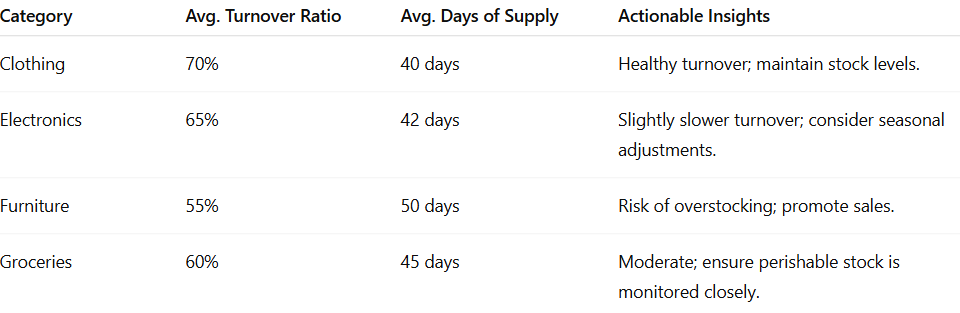 Category Avg. Turnover Ratio Avg. Days of Supply Actionable Insights
Clothing 70% 40 days Healthy turnover; maintain stock levels.
Electronics 65% 42 days Slightly slower turnover; consider seasonal
adjustments.
Furniture 55% 50 days Risk of overstocking; promote sales.
Groceries 60% 45 days Moderate; ensure perishable stock is
monitored closely.